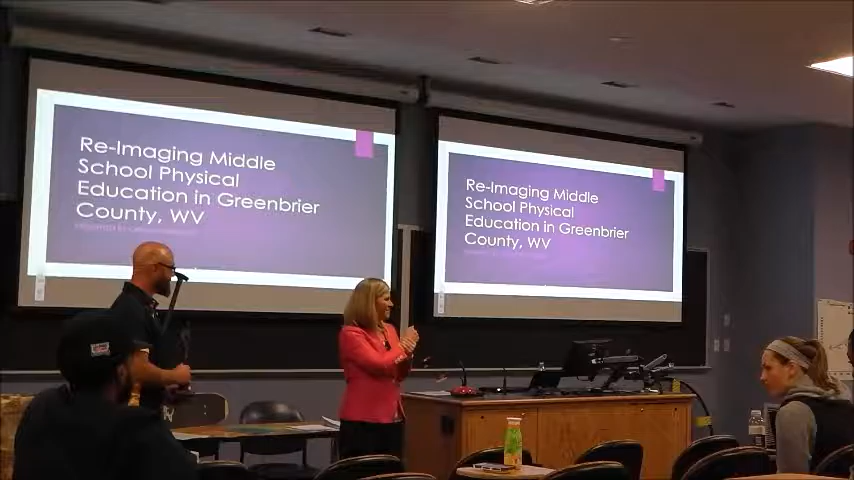 Re-Imaging Middle
School Physical
Education in Greenbrier
County, WV
Re-Imaging Middle
School Physical
Education in Greenbrier
County, WV